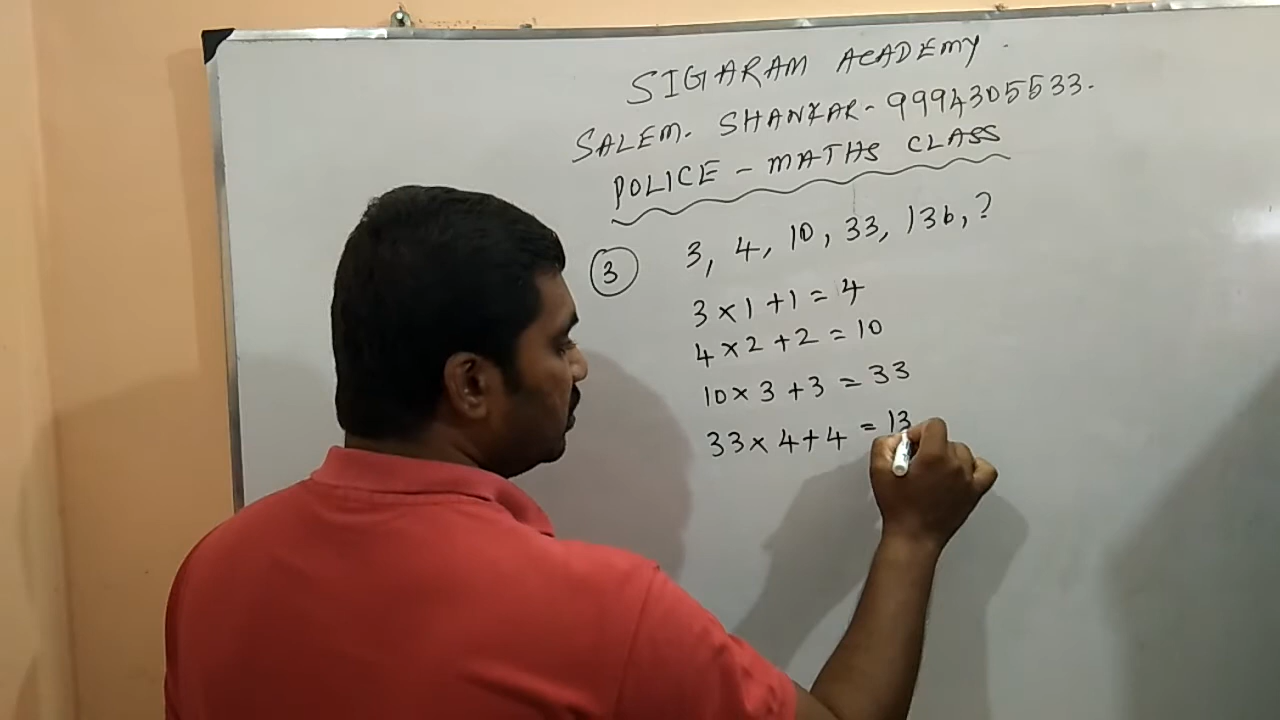 SIGARAM ACADEMY.
SALEM. SHANKAR - 9994305533.
POLICE - MATHS CLASS
3 3, 4, 10, 33, 136, ?
3 × 1 + 1 = 4
4 × 2 + 2 = 10
10 × 3 + 3 = 33
33 × 4 + 4 = 13